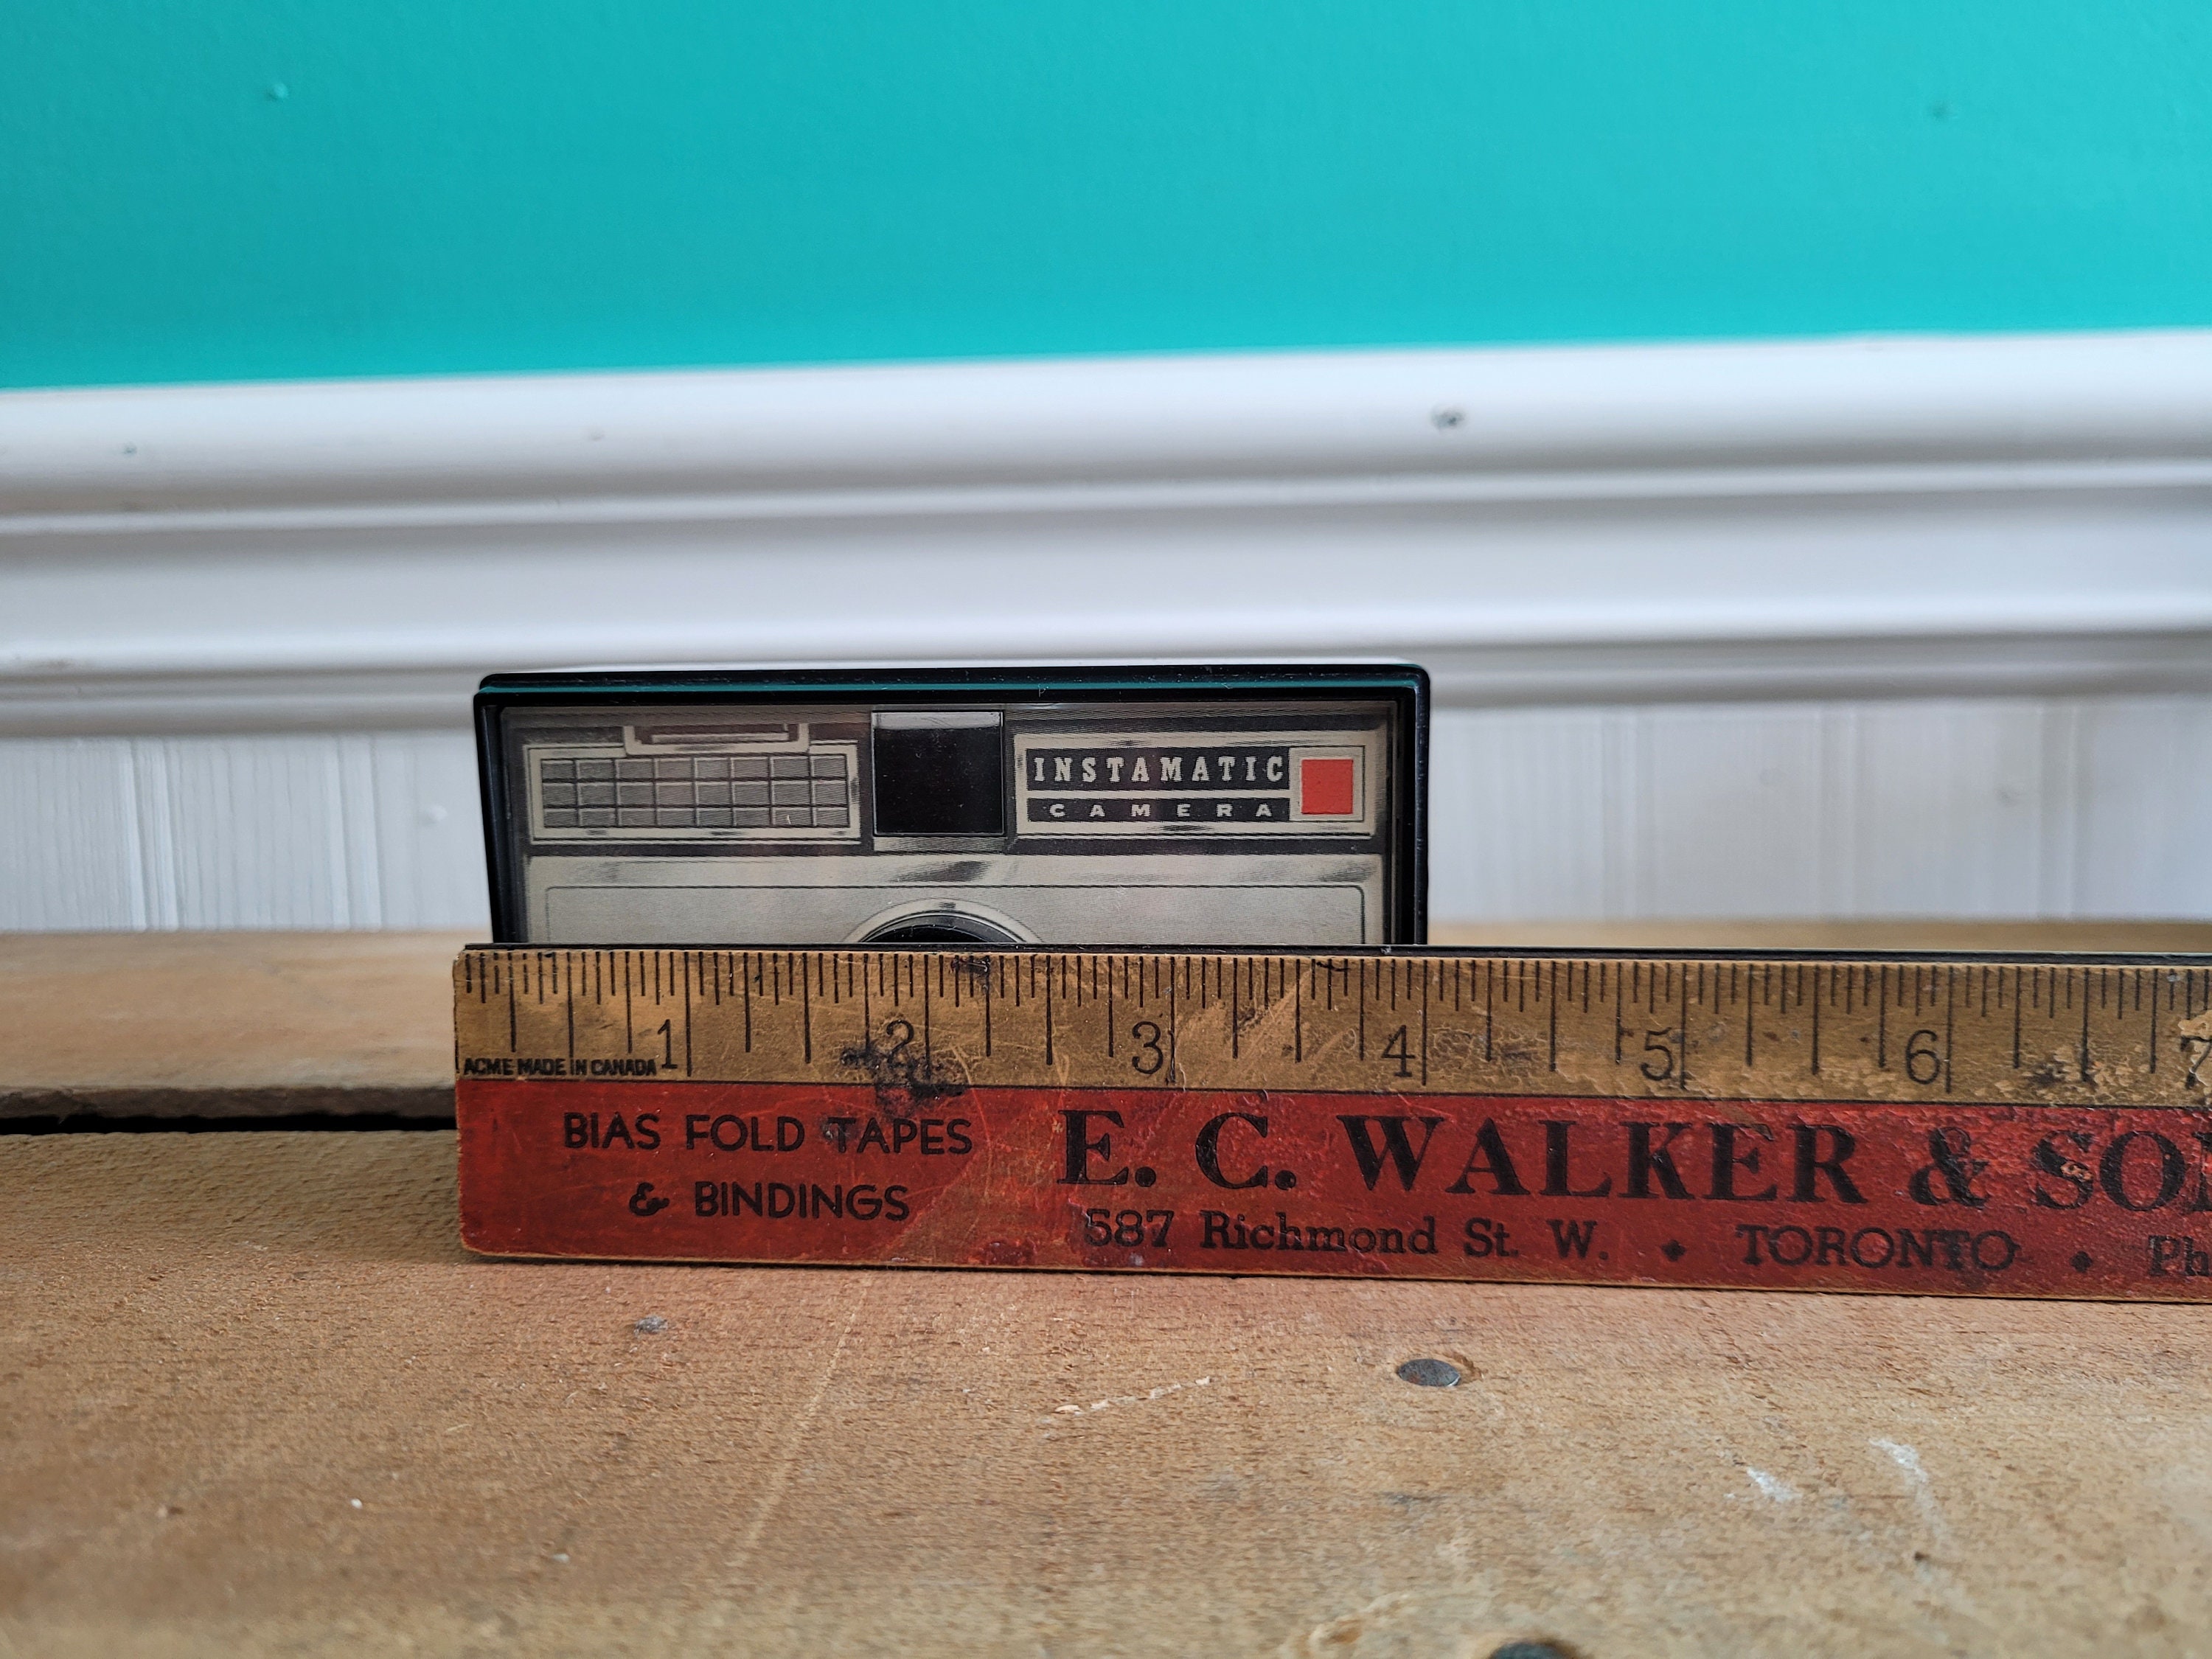 INSTAMATIC
CAMERA
1 2 3 4 5 6 7
ACME MADE IN CANADA
BIAS FOLD TAPES
& BINDINGS
E. C. WALKER &
587 Richmond St. W. • TORONTO •